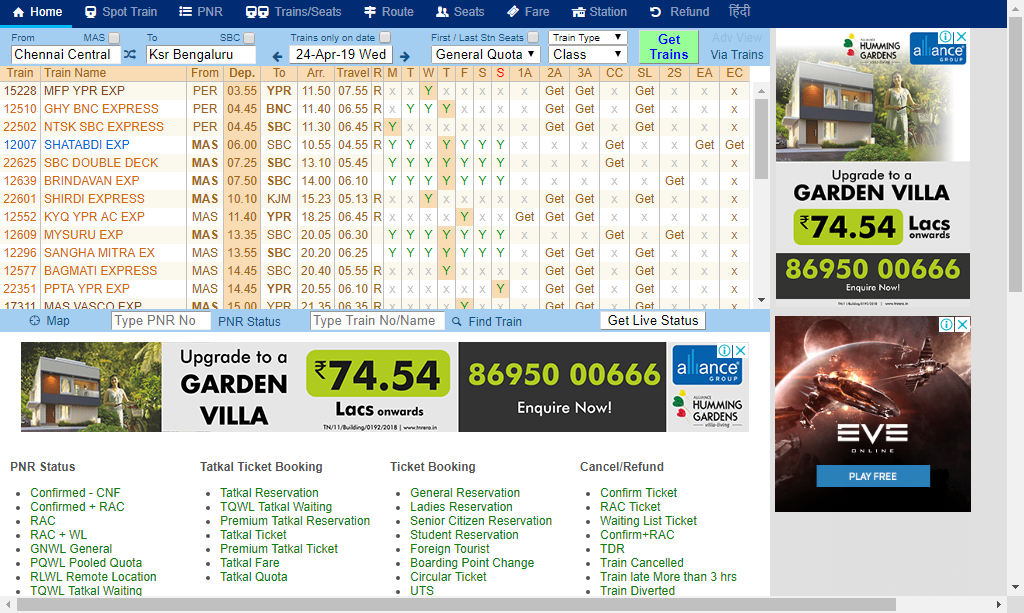 Home Spot Train PNR Trains/Seats Route Seats Fare Station Refund हिंदी
From MAS To SBC Trains only on date First / Last Stn Seats Train Type Get Trains Adv View
Chennai Central Ksr Bengaluru 24-Apr-19 Wed General Quota Class Via Trains
Train Train Name From Dep. To Arr. Travel R M T W T F S S 1A 2A 3A CC SL 2S EA EC
15228 MFP YPR EXP PER 03.55 YPR 11.50 07.55 R x x Y x x x x x Get Get x Get x x x
12510 GHY BNC EXPRESS PER 04.45 BNC 11.40 06.55 R x Y Y Y x x x x Get Get x Get x x x
22502 NTSK SBC EXPRESS PER 04.45 SBC 11.30 06.45 R Y x x x x x x x Get Get x Get x x x
12007 SHATABDI EXP MAS 06.00 SBC 10.55 04.55 R Y Y x Y Y Y Y x x x Get x x Get Get
22625 SBC DOUBLE DECK MAS 07.25 SBC 13.10 05.45 Y Y Y Y Y Y Y x x x Get x x x x
12639 BRINDAVAN EXP MAS 07.50 SBC 14.00 06.10 Y Y Y Y Y Y Y x x x x x Get x x
22601 SHIRDI EXPRESS MAS 10.10 KJM 15.23 05.13 R x x Y x x x x x Get Get x Get x x x
12552 KYQ YPR AC EXP MAS 11.40 YPR 18.25 06.45 R x x x x Y x x Get Get Get x x x x x
12609 MYSURU EXP MAS 13.35 SBC 20.05 06.30 Y Y Y Y Y Y Y x x x Get x Get x x
12296 SANGHA MITRA EX MAS 13.55 SBC 20.20 06.25 R Y Y Y Y Y Y Y x Get Get x Get x x x
12577 BAGMATI EXPRESS MAS 14.45 SBC 20.40 05.55 R x x x Y x x x x Get Get x Get x x x
22351 PPTA YPR EXP MAS 14.45 YPR 20.55 06.10 R x x x x x x Y x Get Get x Get x x x
17311 MAS VASCO EXP MAS 15.00 YPR 21.35 06.35 R x x x x Y x x x Get Get x Get x x x
Map Type PNR No PNR Status Type Train No/Name Find Train Get Live Status
Upgrade to a
GARDEN
VILLA
₹74.54
Lacs onwards
86950 00666
Enquire Now!
TN/11/Building/0192/2018 | www.tnrera.in
alliance
GROUP
ALLIANCE
HUMMING
GARDENS
villa-living
PNR Status
Confirmed - CNF
Confirmed + RAC
RAC
RAC + WL
GNWL General
PQWL Pooled Quota
RLWL Remote Location
TQWL Tatkal Waiting
Tatkal Ticket Booking
Tatkal Reservation
TQWL Tatkal Waiting
Premium Tatkal Reservation
Tatkal Ticket
Premium Tatkal Ticket
Tatkal Fare
Tatkal Quota
Ticket Booking
General Reservation
Ladies Reservation
Senior Citizen Reservation
Student Reservation
Foreign Tourist
Boarding Point Change
Circular Ticket
UTS
Cancel/Refund
Confirm Ticket
RAC Ticket
Waiting List Ticket
Confirm+RAC
TDR
Train Cancelled
Train late More than 3 hrs
Train Diverted
HUMMING
GARDENS
alliance
GROUP
Upgrade to a
GARDEN VILLA
₹74.54 Lacs
onwards
86950 00666
Enquire Now!
EVE
ONLINE
PLAY FREE